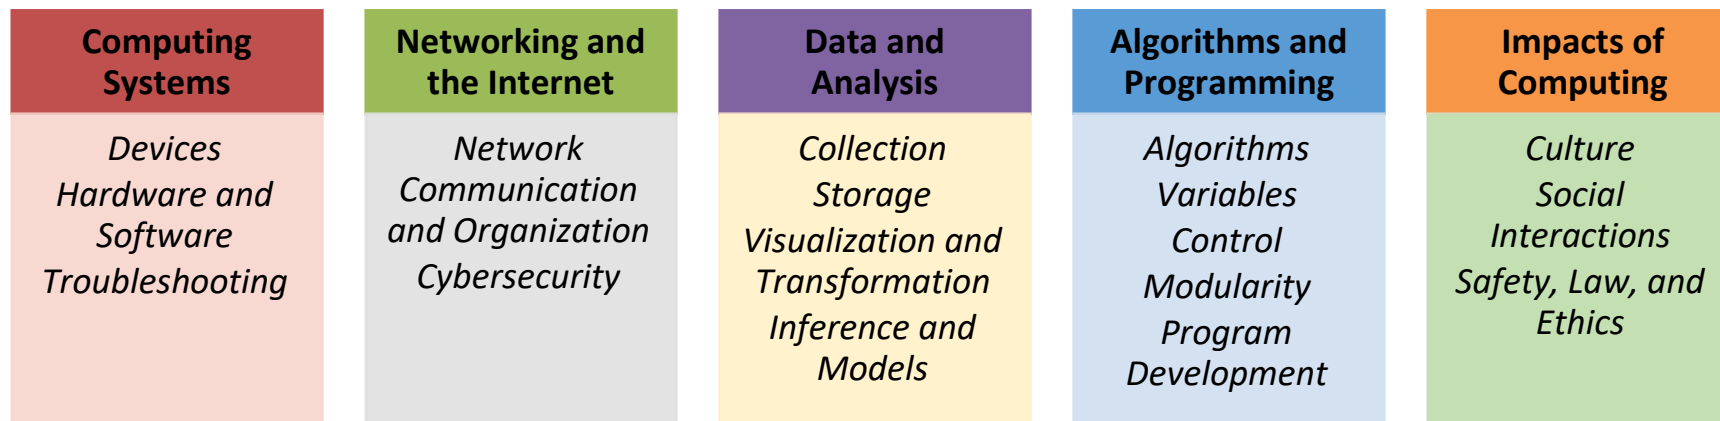 Computing
Systems
Devices
Hardware and
Software
Troubleshooting
Networking and
the Internet
Network
Communication
and Organization
Cybersecurity
Data and
Analysis
Collection
Storage
Visualization and
Transformation
Inference and
Models
Algorithms and
Programming
Algorithms
Variables
Control
Modularity
Program
Development
Impacts of
Computing
Culture
Social
Interactions
Safety, Law, and
Ethics